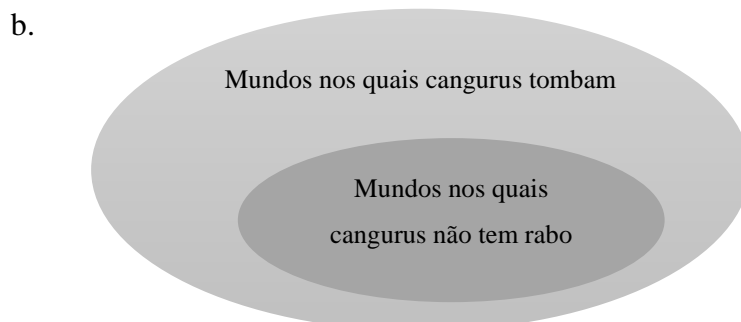 b.
Mundos nos quais cangurus tombam
Mundos nos quais
cangurus não tem rabo